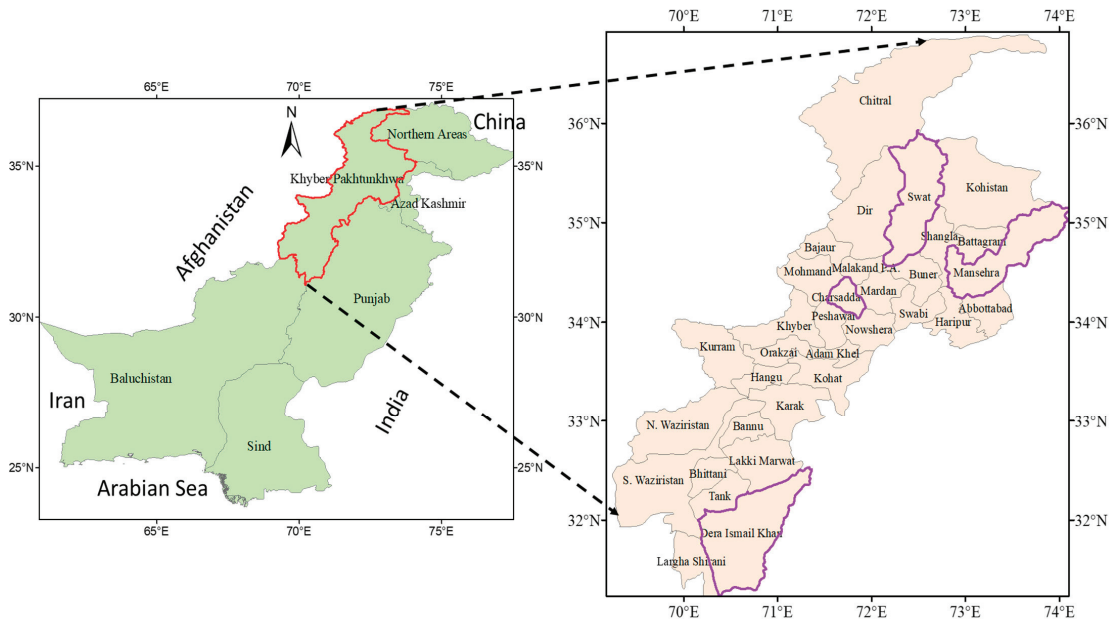 65°E 70°E 75°E
N
China
Northern Areas
35°N 35°N
Khyber Pakhtunkhwa
Azad Kashmir
Afghanistan
Punjab
30°N 30°N
Baluchistan
Iran
India
Sind
25°N 25°N
Arabian Sea
65°E 70°E 75°E
70°E 71°E 72°E 73°E 74°E
Chitral
36°N 36°N
Kohistan
Swat
Dir
35°N 35°N
Shangla
Battagram
Bajaur
Mohmand
Malakand P.A.
Buner
Mansehra
Charsadda
Mardan
Abbottabad
Peshawar
Swabi
34°N 34°N
Khyber
Nowshera
Haripur
Kurram
Orakzai
Adam Khel
Hangu
Kohat
Karak
33°N 33°N
N. Waziristan
Bannu
Lakki Marwat
Bhittani
S. Waziristan
Tank
32°N 32°N
Dera Ismail Khan
Largha Shirani
70°E 71°E 72°E 73°E 74°E